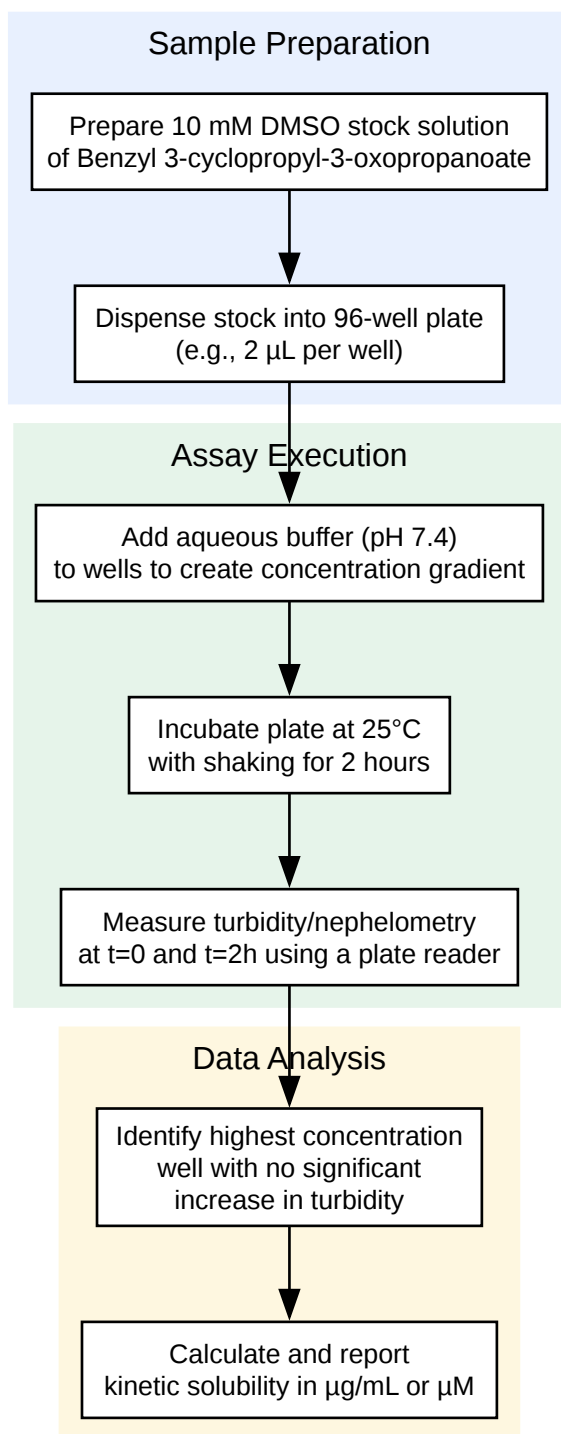 Sample Preparation
Prepare 10 mM DMSO stock solution
of Benzyl 3-cyclopropyl-3-oxopropanoate
Dispense stock into 96-well plate
(e.g., 2 µL per well)
Assay Execution
Add aqueous buffer (pH 7.4)
to wells to create concentration gradient
Incubate plate at 25°C
with shaking for 2 hours
Measure turbidity/nephelometry
at t=0 and t=2h using a plate reader
Data Analysis
Identify highest concentration
well with no significant
increase in turbidity
Calculate and report
kinetic solubility in µg/mL or µM